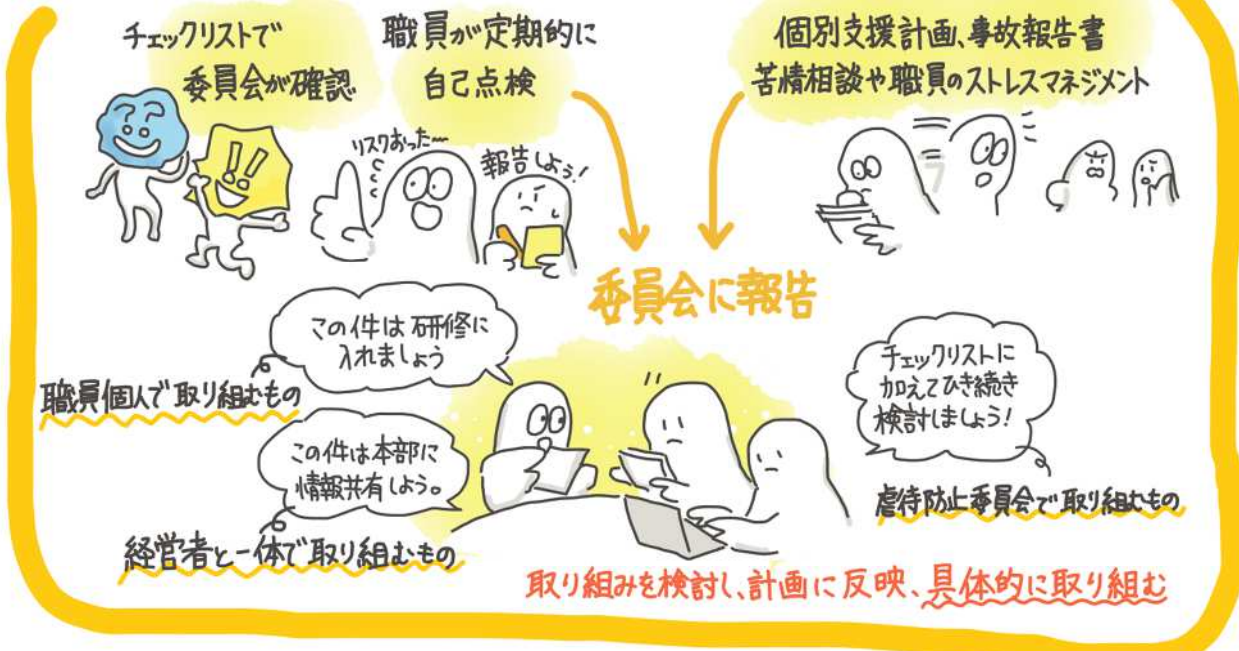 チェックリストで
委員会が確認
職員が定期的に
自己点検
個別支援計画、事故報告書
苦情相談や職員のストレスマネジメント
リスクあった〜
報告しよう!
委員会に報告
この件は研修に
入れましょう
職員個人で取り組むもの
この件は本部に
情報共有しよう。
経営者と一体で取り組むもの
チェックリストに
加えてひき続き
検討しましょう!
虐待防止委員会で取り組むもの
取り組みを検討し、計画に反映、具体的に取り組む